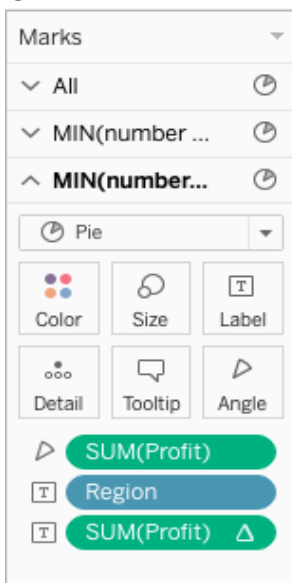 Marks
All
MIN(number ...
MIN(number...
Pie
Color Size Label
Detail Tooltip Angle
SUM(Profit)
T Region
T SUM(Profit) Δ